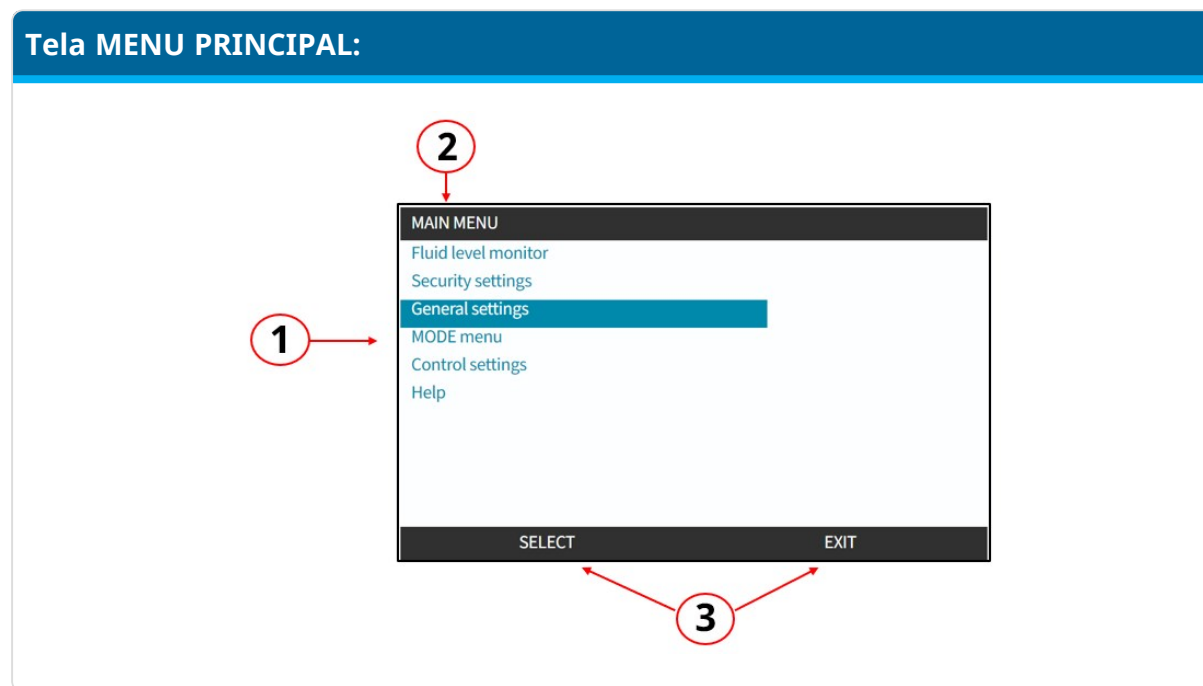 Tela MENU PRINCIPAL:
2
MAIN MENU
Fluid level monitor
Security settings
General settings
1
MODE menu
Control settings
Help
SELECT EXIT
3